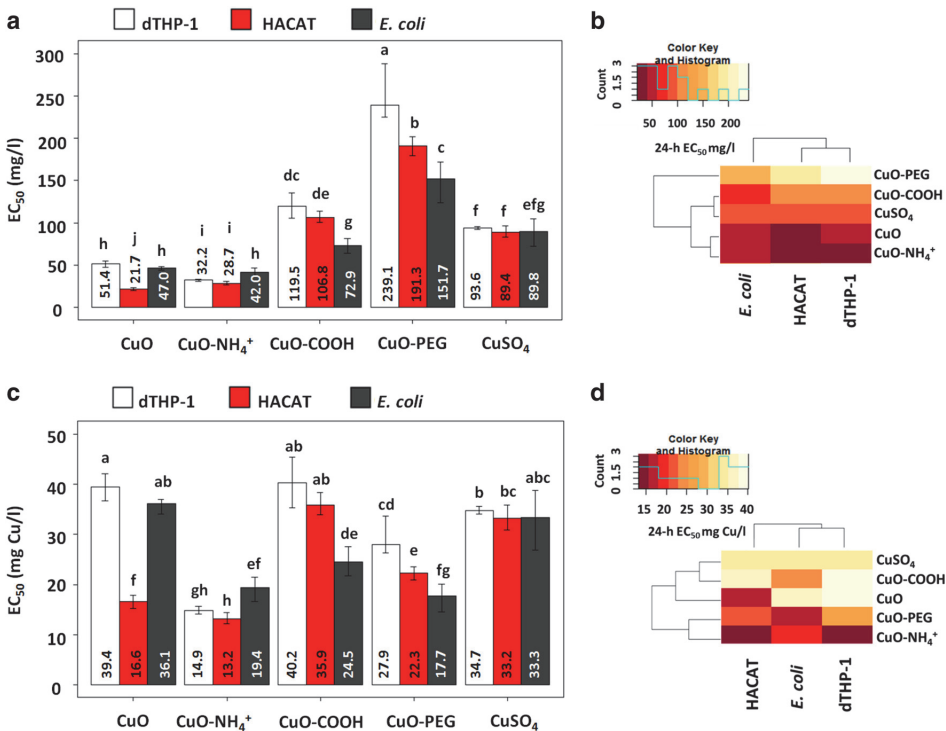 a
dTHP-1 HACAT E. coli
EC50 (mg/l)
300
250
200
150
100
50
0
h j h
51.4 21.7 47.0
i i h
32.2 28.7 42.0
dc de g
119.5 106.8 72.9
a b c
239.1 191.3 151.7
f f efg
93.6 89.4 89.8
CuO CuO-NH4+ CuO-COOH CuO-PEG CuSO4
b
Color Key
and Histogram
Count
0 1.5 3
50 100 150 200
24-h EC50 mg/l
CuO-PEG
CuO-COOH
CuSO4
CuO
CuO-NH4+
E. coli HACAT dTHP-1
c
dTHP-1 HACAT E. coli
EC50 (mg Cu/l)
50
40
30
20
10
0
a f ab
39.4 16.6 36.1
gh h ef
14.9 13.2 19.4
ab ab de
40.2 35.9 24.5
cd e fg
27.9 22.3 17.7
b bc abc
34.7 33.2 33.3
CuO CuO-NH4+ CuO-COOH CuO-PEG CuSO4
d
Color Key
and Histogram
Count
0 1.5 3
15 20 25 30 35 40
24-h EC50 mg Cu/l
CuSO4
CuO-COOH
CuO
CuO-PEG
CuO-NH4+
HACAT E. coli dTHP-1